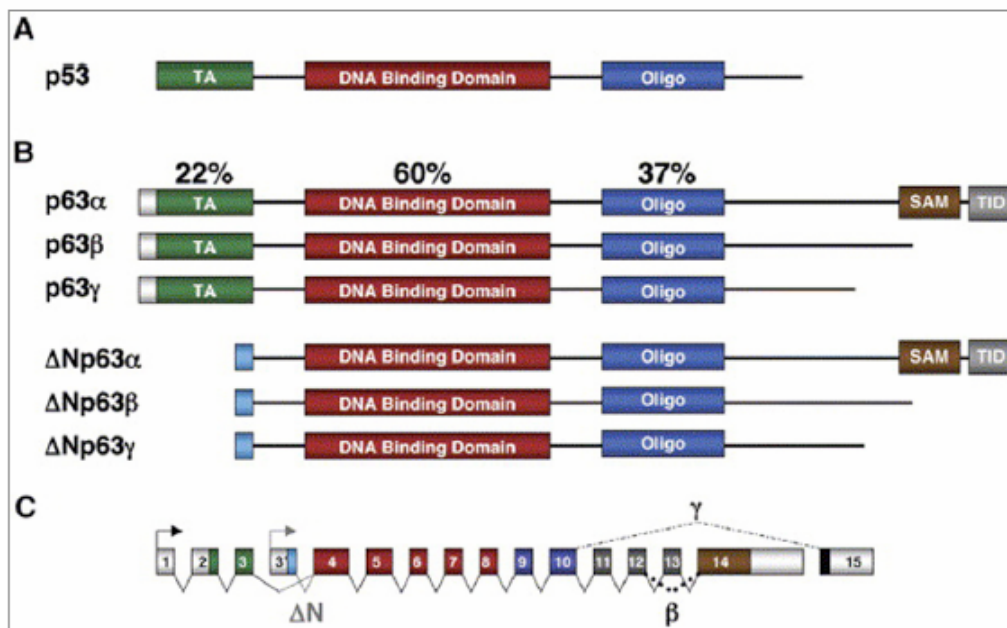 A
p53 TA DNA Binding Domain Oligo
B
22% 60% 37%
p63α TA DNA Binding Domain Oligo SAM TID
p63β TA DNA Binding Domain Oligo
p63γ TA DNA Binding Domain Oligo
ΔNp63α DNA Binding Domain Oligo SAM TID
ΔNp63β DNA Binding Domain Oligo
ΔNp63γ DNA Binding Domain Oligo
C
γ
1 2 3 3' 4 5 6 7 8 9 10 11 12 13 14 15
ΔN β